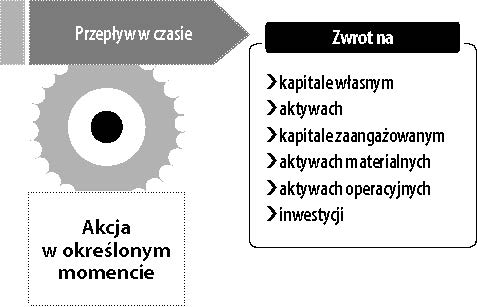 Przepływ w czasie
Zwrot na
kapitale własnym
aktywach
kapitale zaangażowanym
aktywach materialnych
aktywach operacyjnych
inwestycji
Akcja
w określonym
momencie